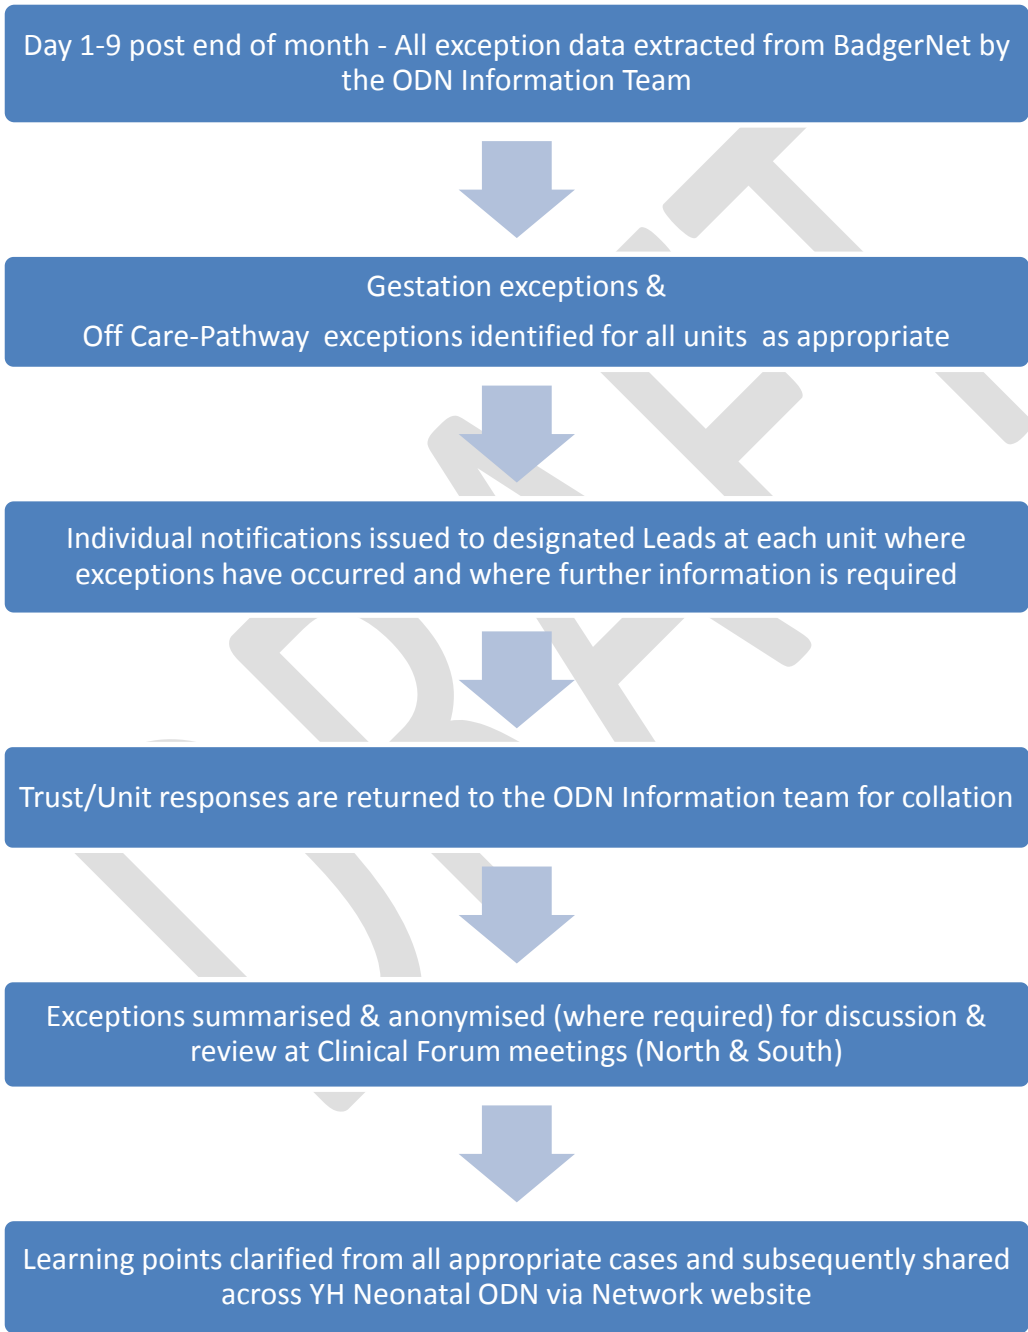 Day 1-9 post end of month - All exception data extracted from BadgerNet by
the ODN Information Team
Gestation exceptions &
Off Care-Pathway exceptions identified for all units as appropriate
Individual notifications issued to designated Leads at each unit where
exceptions have occurred and where further information is required
Trust/Unit responses are returned to the ODN Information team for collation
Exceptions summarised & anonymised (where required) for discussion &
review at Clinical Forum meetings (North & South)
Learning points clarified from all appropriate cases and subsequently shared
across YH Neonatal ODN via Network website
DRAFT